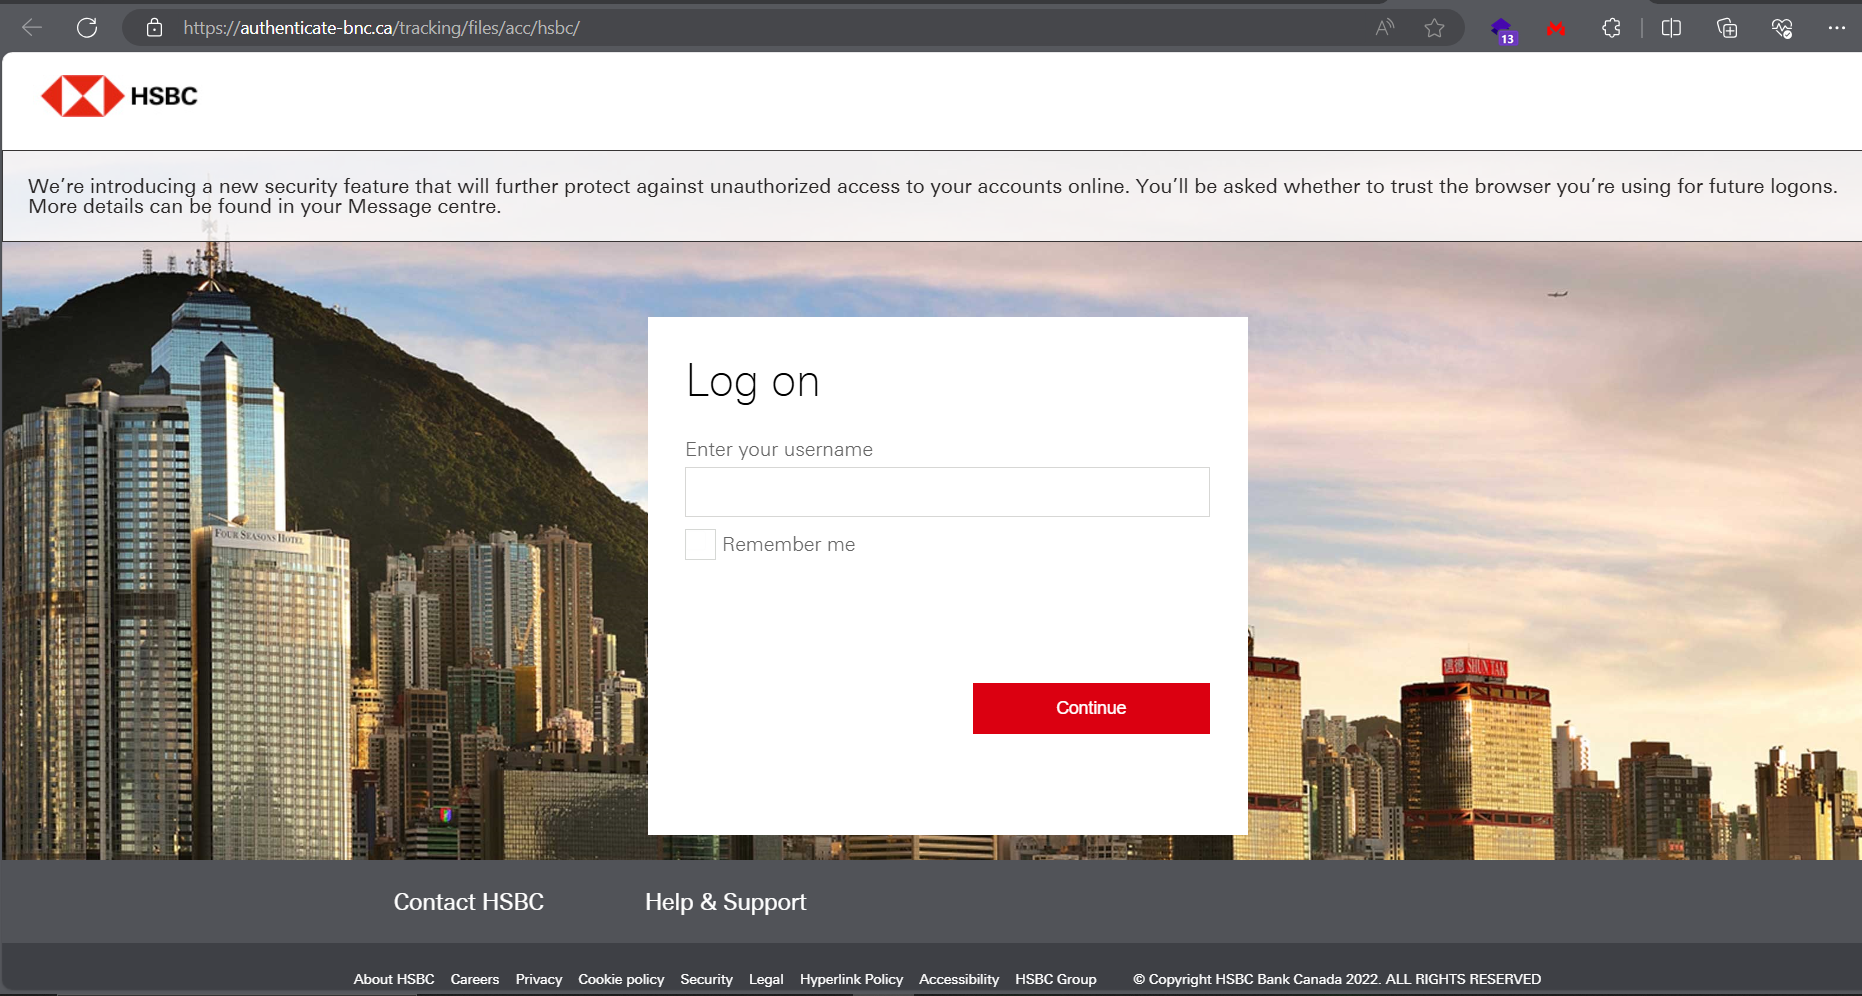 https://authenticate-bnc.ca/tracking/files/acc/hsbc/
13
HSBC
We're introducing a new security feature that will further protect against unauthorized access to your accounts online. You'll be asked whether to trust the browser you're using for future logons.
More details can be found in your Message centre.
FOUR SEASONS HOTEL
Log on
Enter your username
Remember me
Continue
信德 SHUN TAK
Contact HSBC Help & Support
About HSBC Careers Privacy Cookie policy Security Legal Hyperlink Policy Accessibility HSBC Group © Copyright HSBC Bank Canada 2022. ALL RIGHTS RESERVED